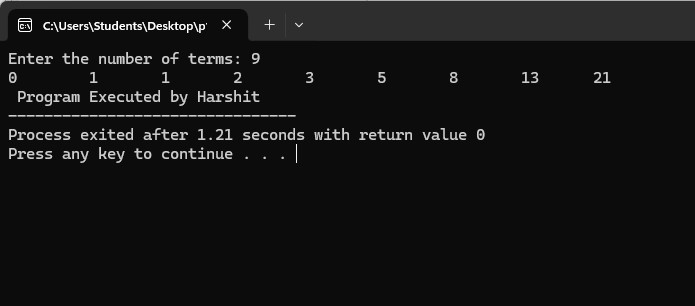 C:\Users\Students\Desktop\p'
Enter the number of terms: 9
0 1 1 2 3 5 8 13 21
Program Executed by Harshit
--------------------------------
Process exited after 1.21 seconds with return value 0
Press any key to continue . . .